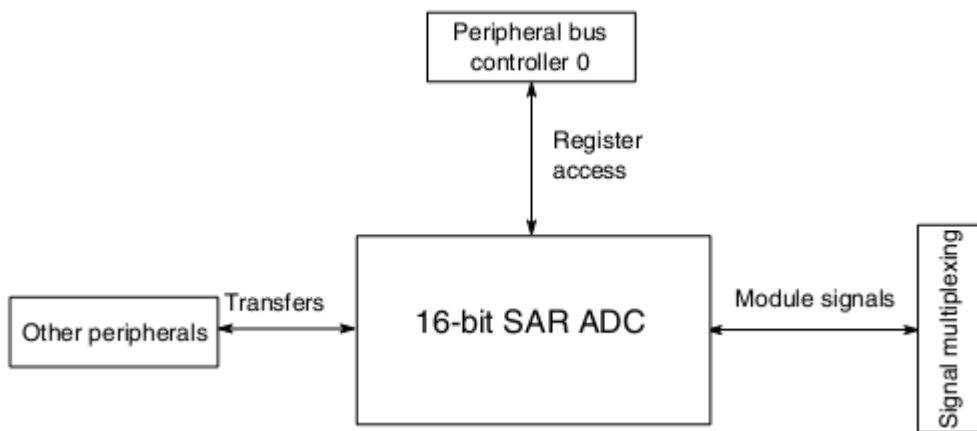 Peripheral bus
controller 0
Register
access
Other peripherals
Transfers
16-bit SAR ADC
Module signals
Signal multiplexing